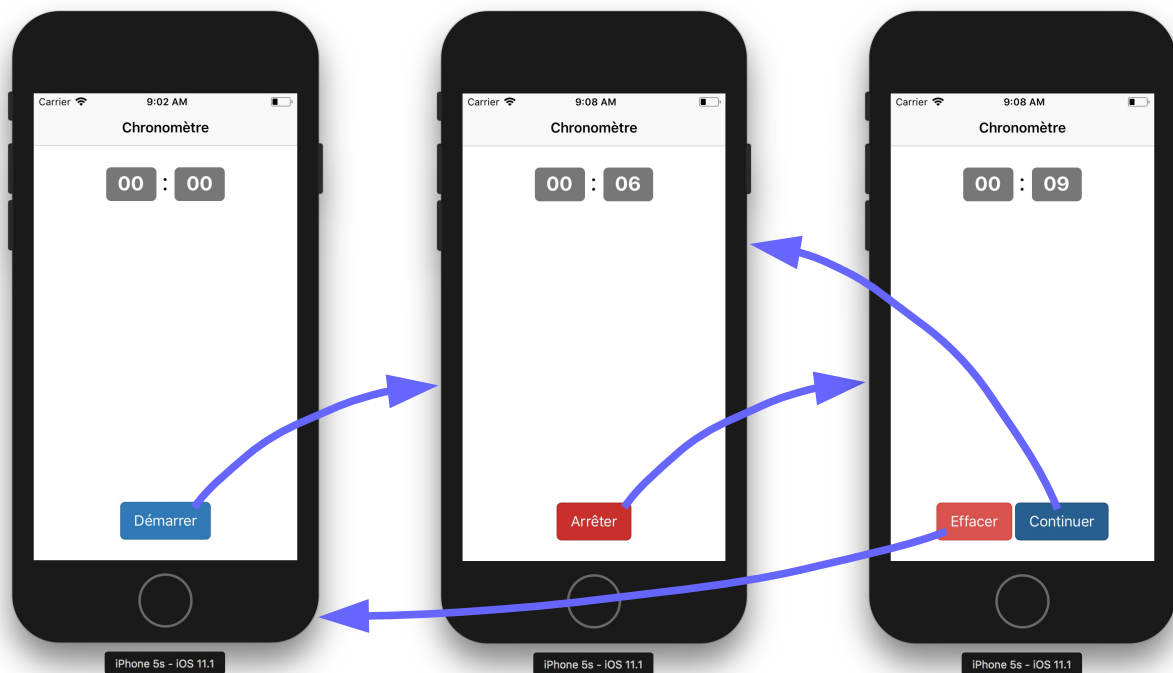 Carrier 9:02 AM
Chronomètre
00 : 00
Démarrer
iPhone 5s - iOS 11.1
Carrier 9:08 AM
Chronomètre
00 : 06
Arrêter
iPhone 5s - iOS 11.1
Carrier 9:08 AM
Chronomètre
00 : 09
Effacer Continuer
iPhone 5s - iOS 11.1